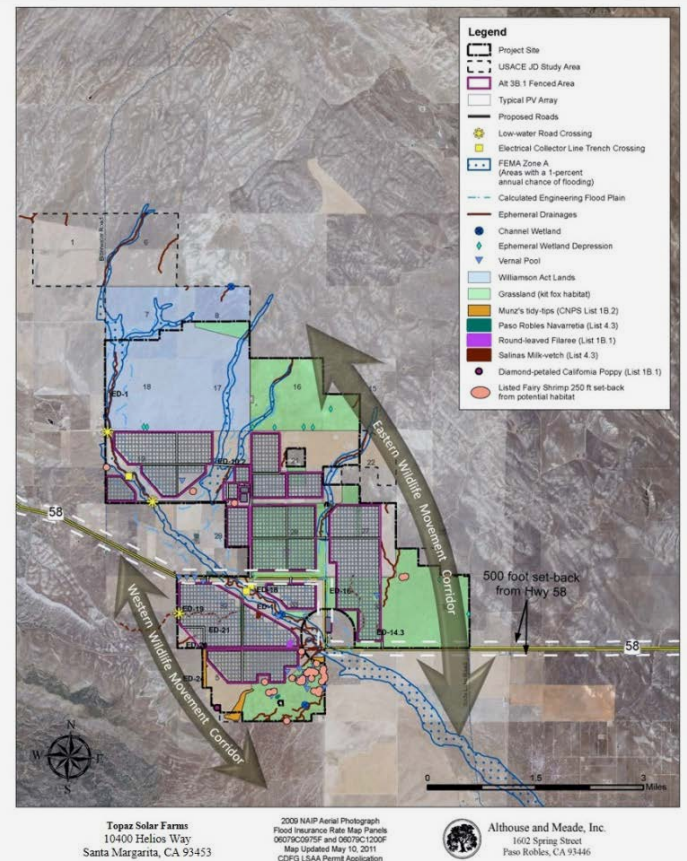 Legend
Project Site
USACE JD Study Area
Alt 3B.1 Fenced Area
Typical PV Array
Proposed Roads
Low-water Road Crossing
Electrical Collector Line Trench Crossing
FEMA Zone A
(Areas with a 1-percent
annual chance of flooding)
Calculated Engineering Flood Plain
Ephemeral Drainages
Channel Wetland
Ephemeral Wetland Depression
Vernal Pool
Williamson Act Lands
Grassland (kit fox habitat)
Munz's tidy-tips (CNPS List 1B.2)
Paso Robles Navarretia (List 4.3)
Round-leaved Filaree (List 1B.1)
Salinas Milk-vetch (List 4.3)
Diamond-petaled California Poppy (List 1B.1)
Listed Fairy Shrimp 250 ft set-back
from potential habitat
1
6
7
8
18
17
16
15
ED-1
22
Eastern Wildlife Movement Corridor
58
29
28
27
500 foot set-back
from Hwy 58
Western Wildlife Movement Corridor
ED-18
ED-19
ED-16
ED-21
ED-14.3
58
5
N
W
E
S
0
1.5
3
Miles
Topaz Solar Farms
10400 Helios Way
Santa Margarita, CA 93453
2009 NAIP Aerial Photograph
Flood Insurance Rate Map Panels
06079C0975F and 06079C1200F
Map Updated May 10, 2011
CDFG LSAA Permit Application
Althouse and Meade, Inc.
1602 Spring Street
Paso Robles, CA 93446